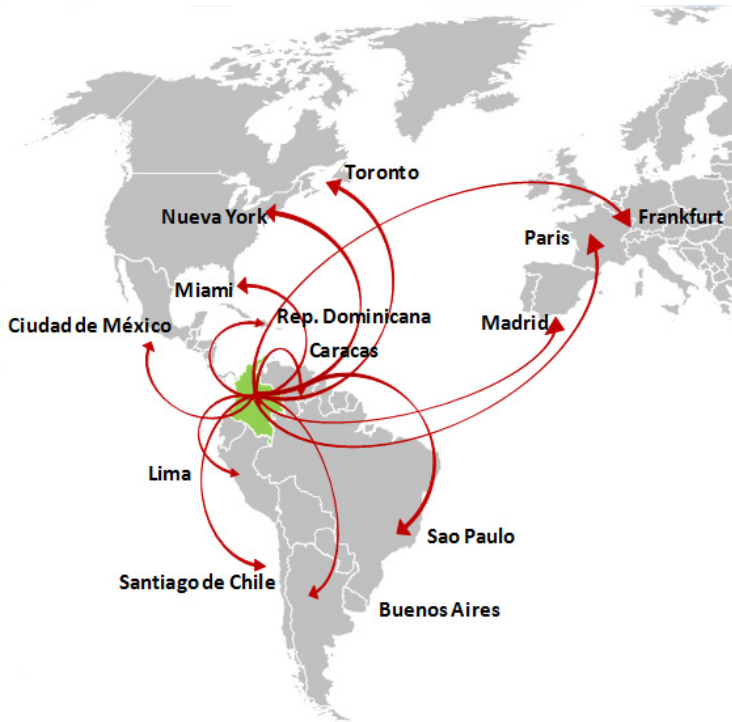 Toronto
Nueva York
Frankfurt
Paris
Miami
Rep. Dominicana
Ciudad de México
Madrid
Caracas
Lima
Sao Paulo
Santiago de Chile
Buenos Aires